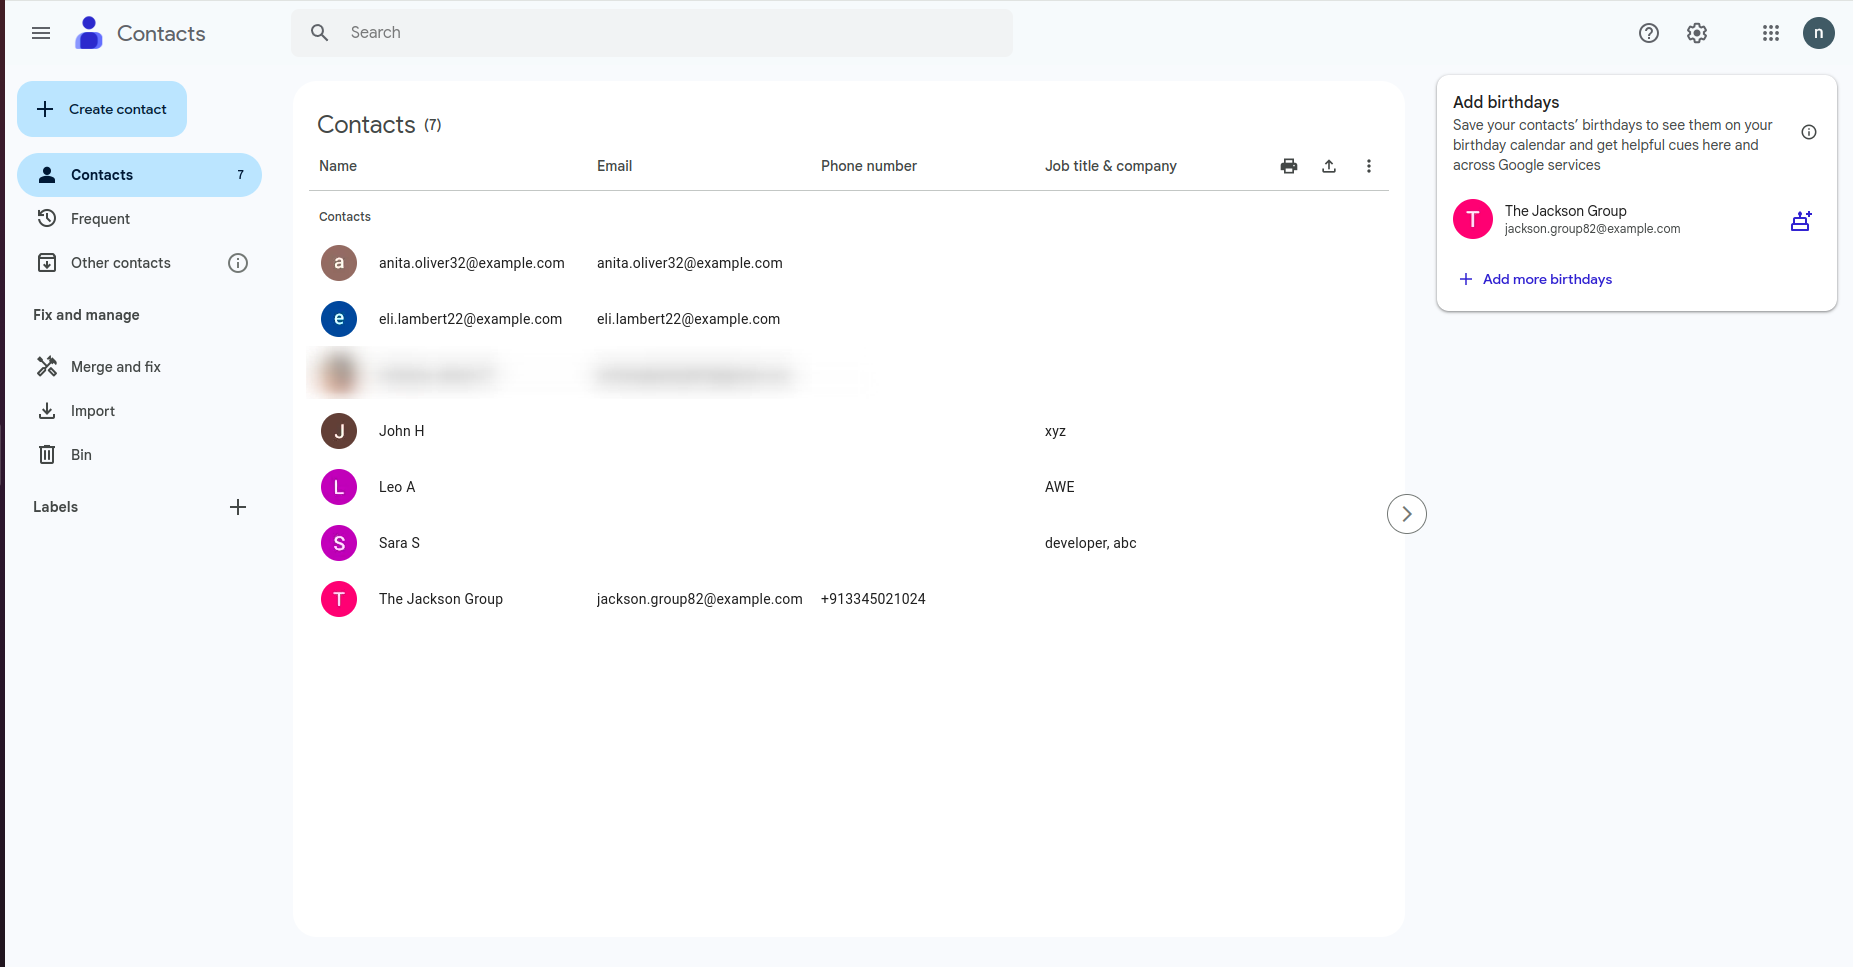 Contacts
Search
n
Create contact
Contacts 7
Frequent
Other contacts
Fix and manage
Merge and fix
Import
Bin
Labels
Contacts (7)
Name Email Phone number Job title & company
Contacts
a anita.oliver32@example.com anita.oliver32@example.com
e eli.lambert22@example.com eli.lambert22@example.com
J John H xyz
L Leo A AWE
S Sara S developer, abc
T The Jackson Group jackson.group82@example.com +913345021024
Add birthdays
Save your contacts’ birthdays to see them on your
birthday calendar and get helpful cues here and
across Google services
T The Jackson Group
jackson.group82@example.com
Add more birthdays